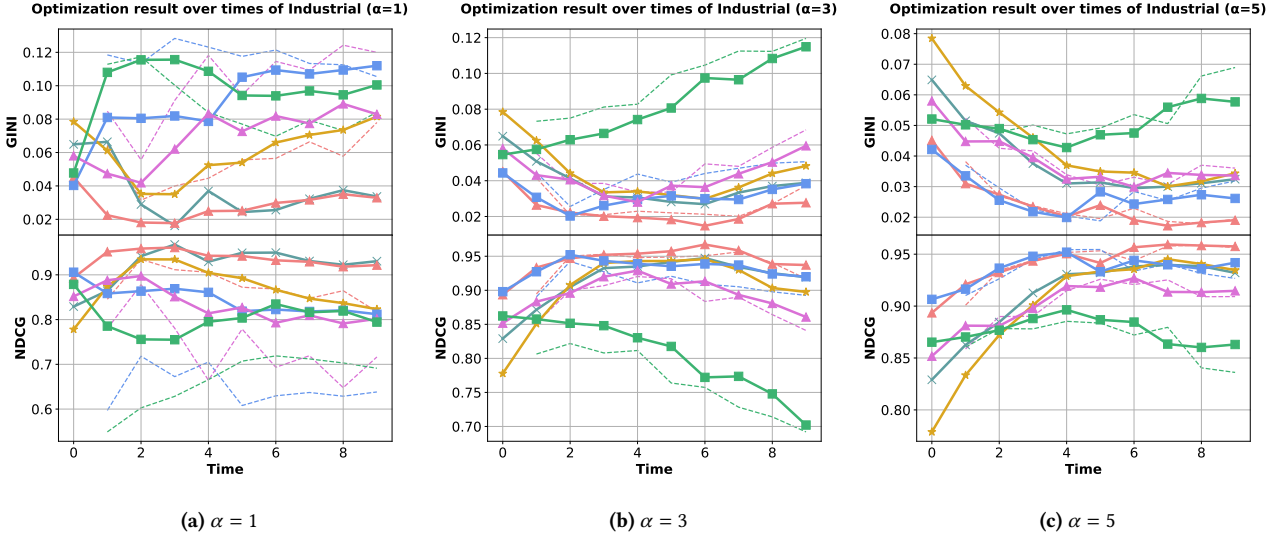 Optimization result over times of Industrial (α=1)
GINI
0.12
0.10
0.08
0.06
0.04
0.02
NDCG
0.9
0.8
0.7
0.6
0 2 4 6 8
Time
(a) α = 1
Optimization result over times of Industrial (α=3)
GINI
0.12
0.10
0.08
0.06
0.04
0.02
NDCG
0.95
0.90
0.85
0.80
0.75
0.70
0 2 4 6 8
Time
(b) α = 3
Optimization result over times of Industrial (α=5)
GINI
0.08
0.07
0.06
0.05
0.04
0.03
0.02
NDCG
0.95
0.90
0.85
0.80
0 2 4 6 8
Time
(c) α = 5